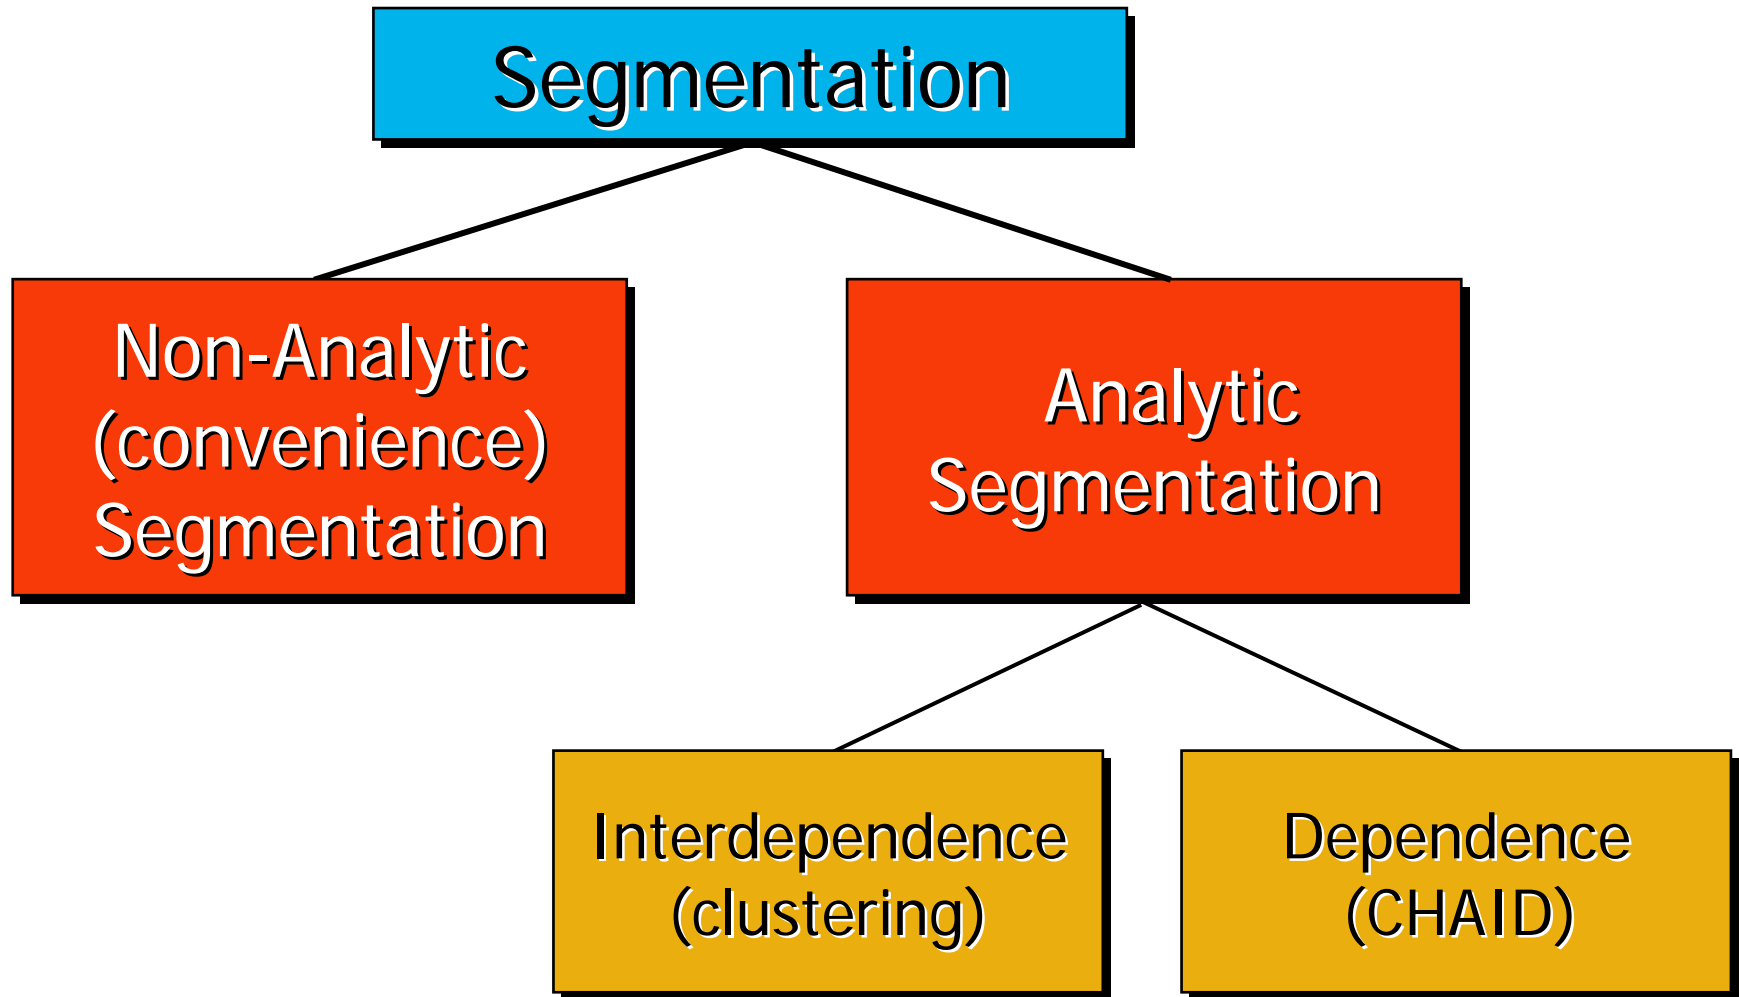 Segmentation
Non-Analytic
(convenience)
Segmentation
Analytic
Segmentation
Interdependence
(clustering)
Dependence
(CHAID)